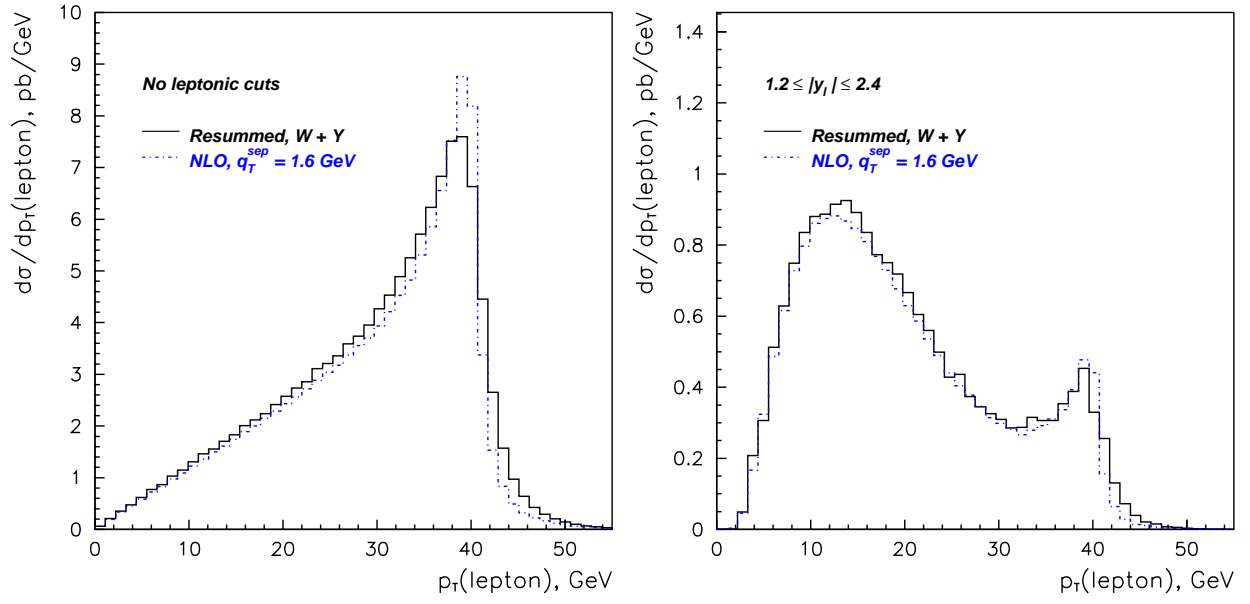 No leptonic cuts
Resummed, W + Y
NLO, q_T^sep = 1.6 GeV
dσ/dp_T(lepton), pb/GeV
10
9
8
7
6
5
4
3
2
1
0
0 10 20 30 40 50
p_T(lepton), GeV
1.2 ≤ |y_l| ≤ 2.4
Resummed, W + Y
NLO, q_T^sep = 1.6 GeV
dσ/dp_T(lepton), pb/GeV
1.4
1.2
1
0.8
0.6
0.4
0.2
0
0 10 20 30 40 50
p_T(lepton), GeV